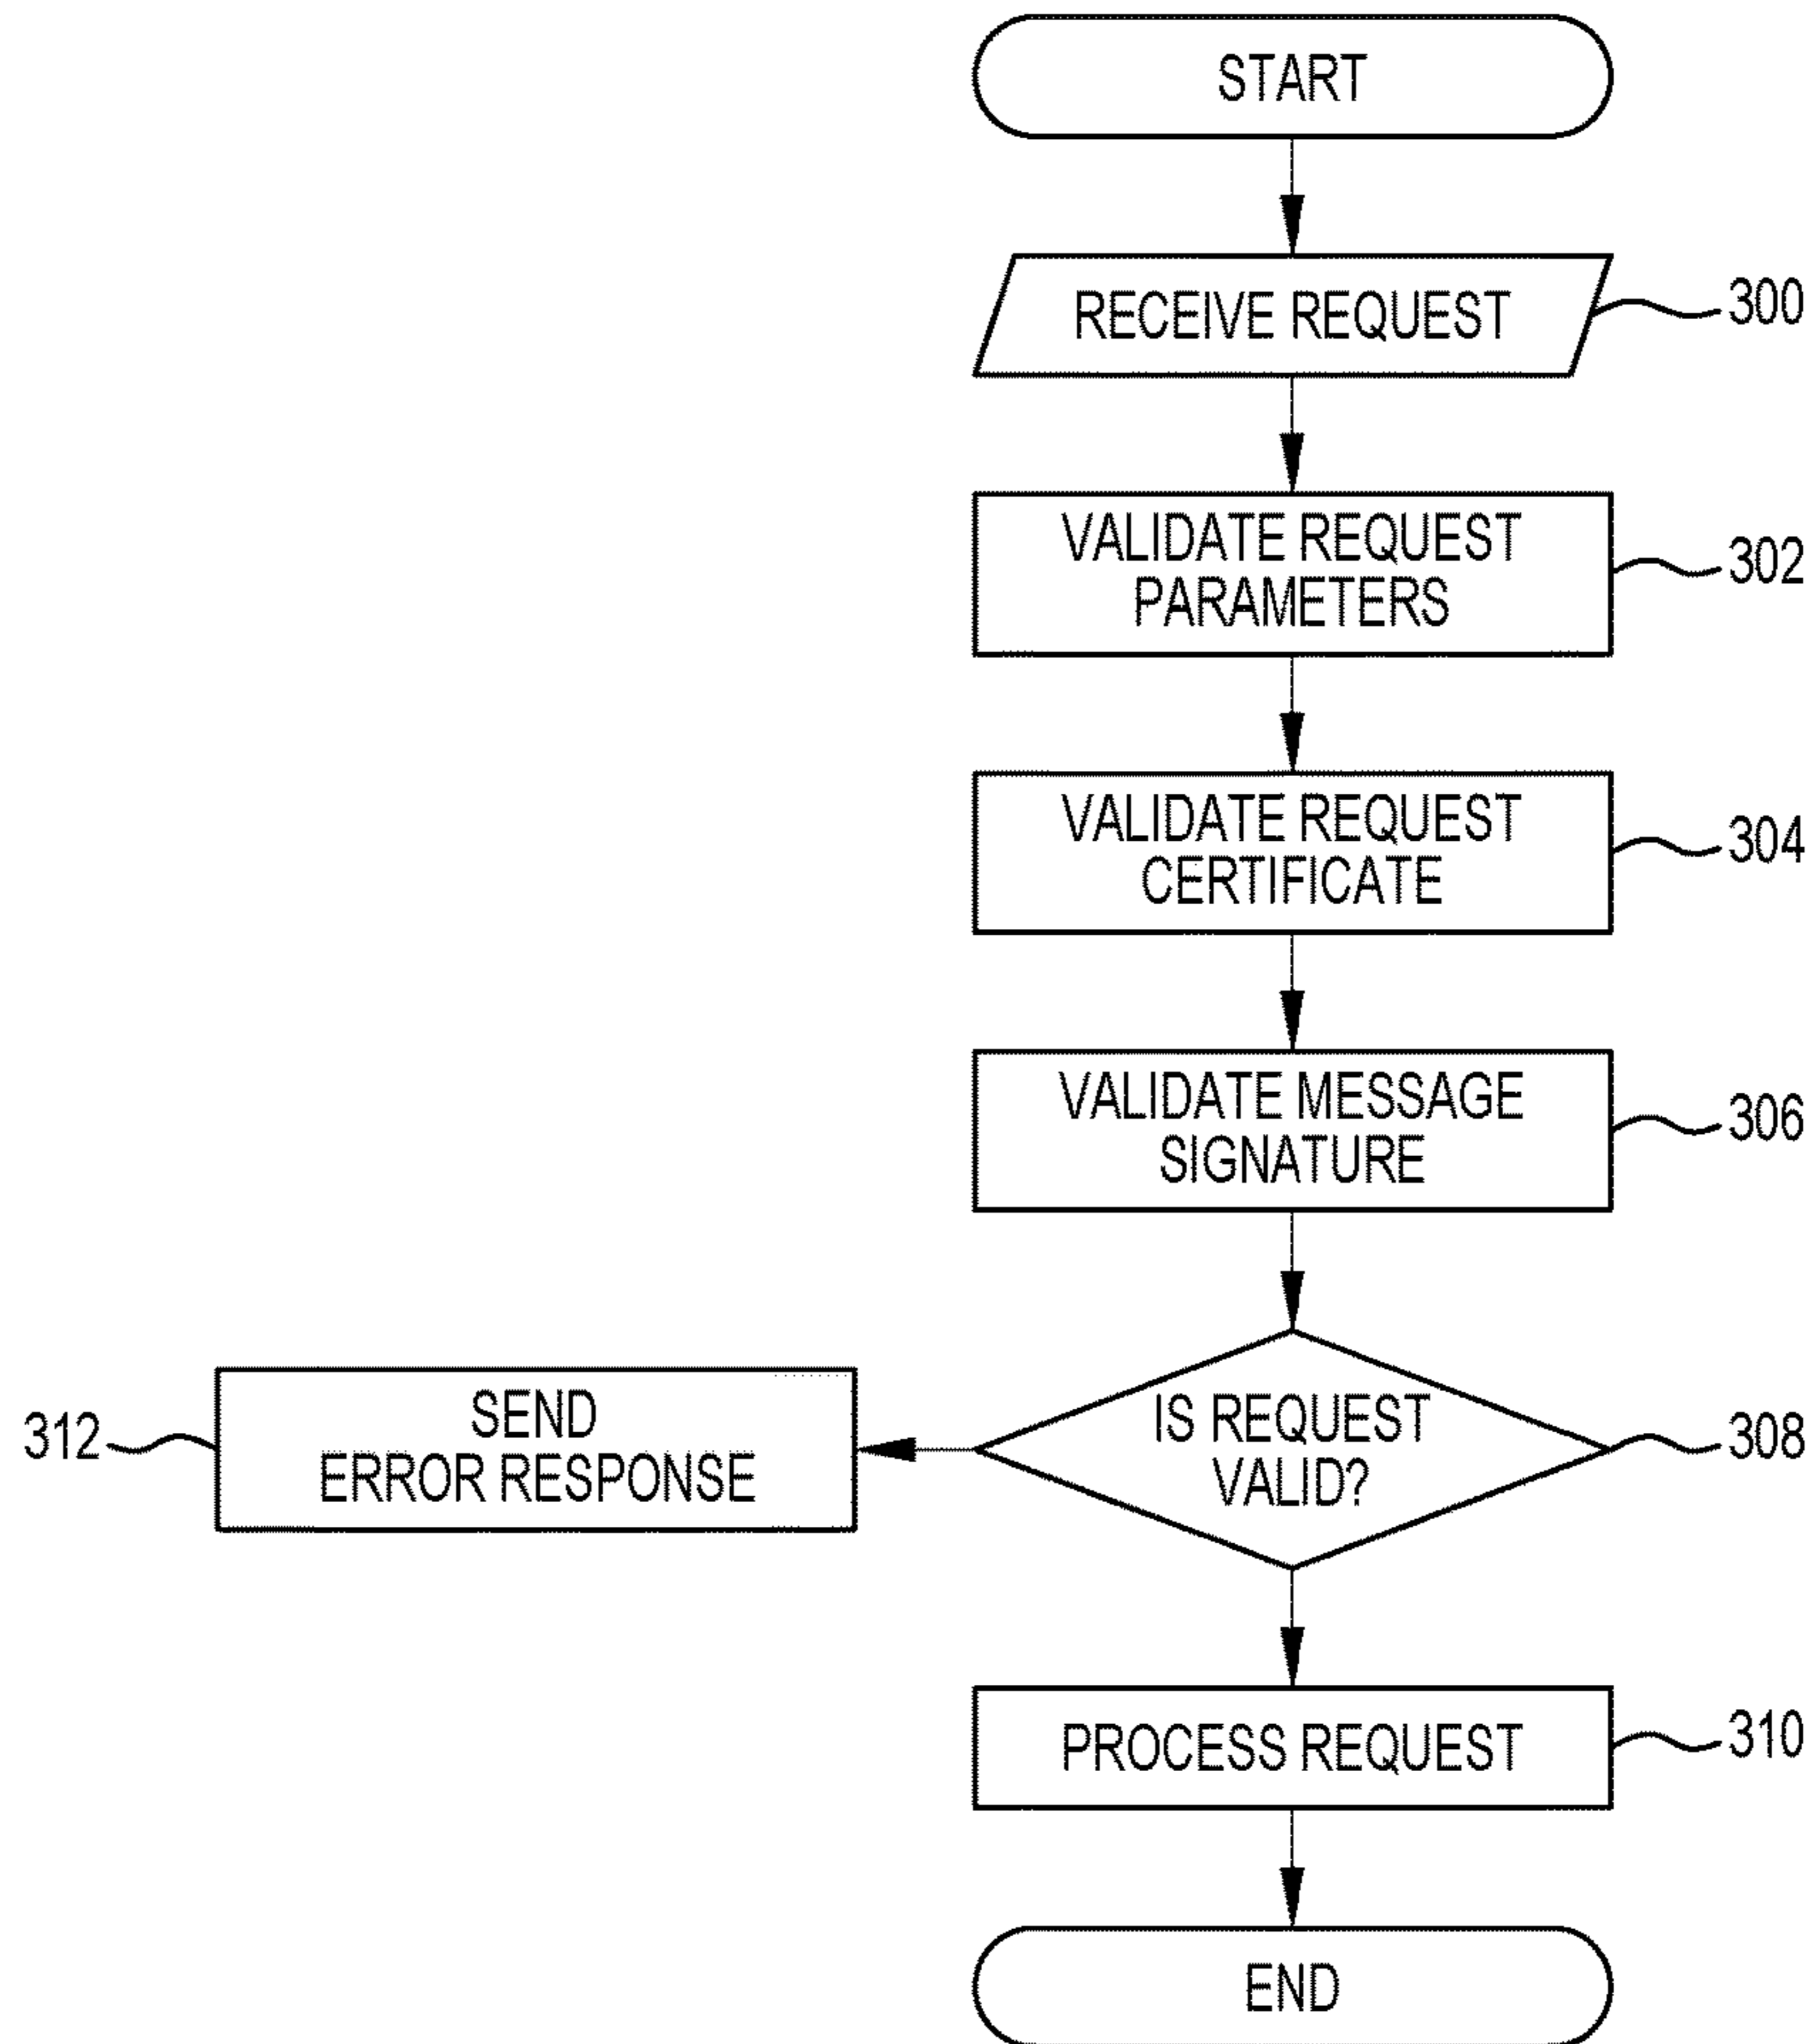 START
RECEIVE REQUEST
300
VALIDATE REQUEST
PARAMETERS
302
VALIDATE REQUEST
CERTIFICATE
304
VALIDATE MESSAGE
SIGNATURE
306
IS REQUEST
VALID?
308
SEND
ERROR RESPONSE
312
PROCESS REQUEST
310
END